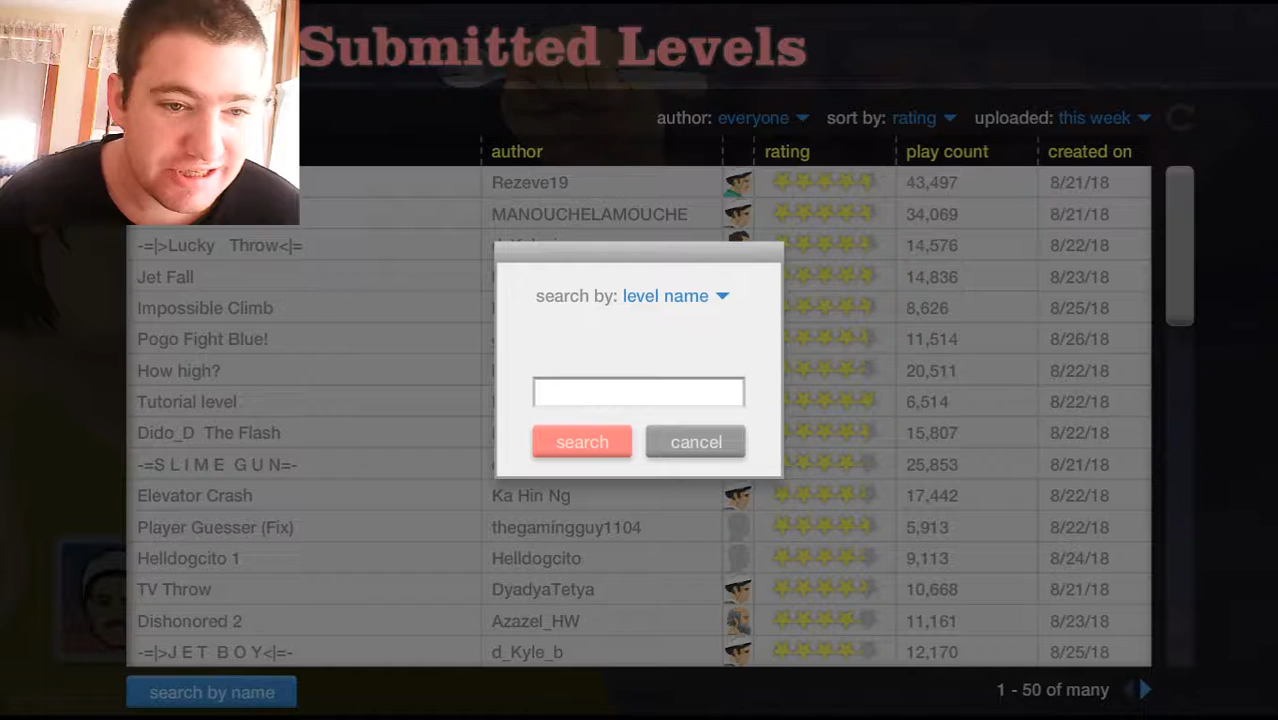 Submitted Levels
author: everyone sort by: rating uploaded: this week
author rating play count created on
Rezeve19 43,497 8/21/18
MANOUCHELAMOUCHE 34,069 8/21/18
-=|>Lucky Throw<|= 14,576 8/22/18
Jet Fall 14,836 8/23/18
Impossible Climb 8,626 8/25/18
Pogo Fight Blue! 11,514 8/26/18
How high? 20,511 8/22/18
Tutorial level 6,514 8/22/18
Dido_D The Flash 15,807 8/22/18
-=S L I M E G U N=- 25,853 8/21/18
Elevator Crash Ka Hin Ng 17,442 8/22/18
Player Guesser (Fix) thegamingguy1104 5,913 8/22/18
Helldogcito 1 Helldogcito 9,113 8/24/18
TV Throw DyadyaTetya 10,668 8/21/18
Dishonored 2 Azazel_HW 11,161 8/23/18
-=|>J E T B O Y<|=- d_Kyle_b 12,170 8/25/18
search by: level name
search cancel
search by name 1 - 50 of many